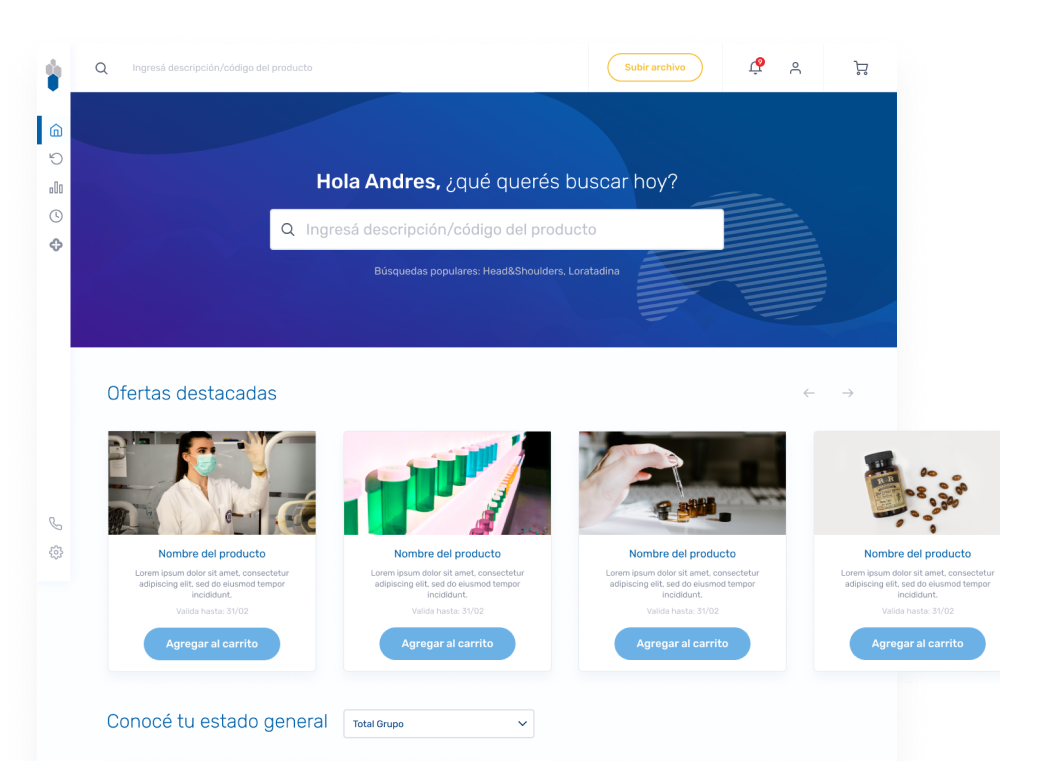 Ingresá descripción/código del producto
Subir archivo
9
Hola Andres, ¿qué querés buscar hoy?
Ingresá descripción/código del producto
Búsquedas populares: Head&Shoulders, Loratadina
Ofertas destacadas
Nombre del producto
Lorem ipsum dolor sit amet, consectetur
adipiscing elit, sed do eiusmod tempor
incididunt.
Valida hasta: 31/02
Agregar al carrito
Nombre del producto
Lorem ipsum dolor sit amet, consectetur
adipiscing elit, sed do eiusmod tempor
incididunt.
Valida hasta: 31/02
Agregar al carrito
Nombre del producto
Lorem ipsum dolor sit amet, consectetur
adipiscing elit, sed do eiusmod tempor
incididunt.
Valida hasta: 31/02
Agregar al carrito
Nombre del producto
Lorem ipsum dolor sit amet, consectetur
adipiscing elit, sed do eiusmod tempor
incididunt.
Valida hasta: 31/02
Agregar al carrito
Conocé tu estado general
Total Grupo